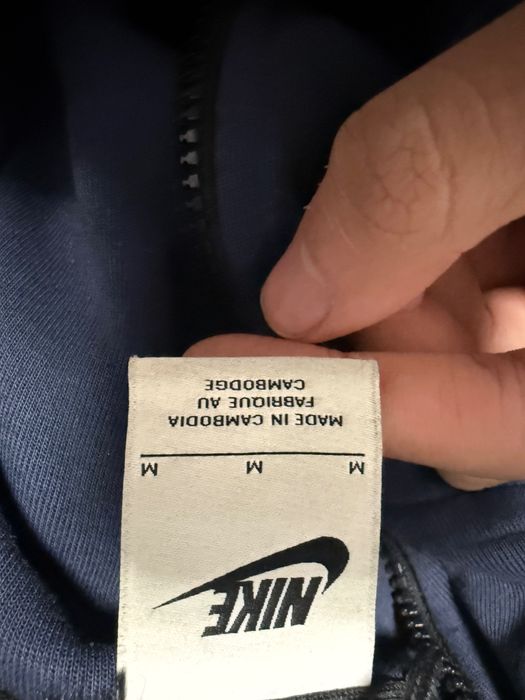 NIKE
M M M
MADE IN CAMBODIA
FABRIQUE AU
CAMBODGE